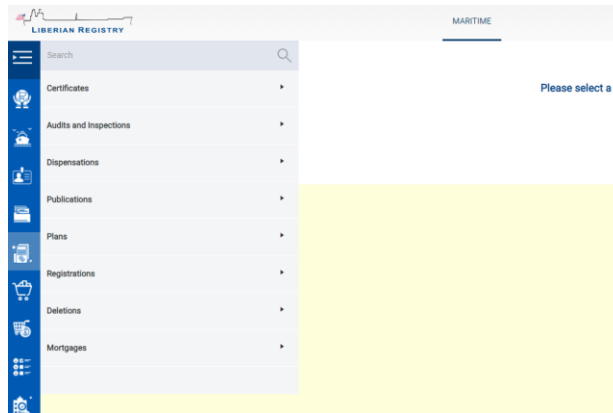 LIBERIAN REGISTRY
MARITIME
Search
Certificates
Please select a
Audits and Inspections
Dispensations
Publications
Plans
Registrations
Deletions
Mortgages